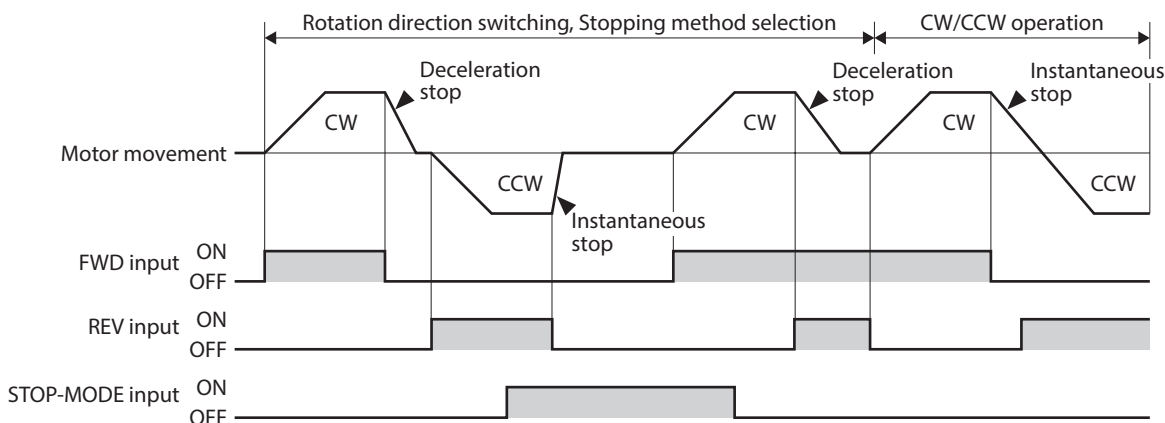 Rotation direction switching, Stopping method selection
CW/CCW operation
Deceleration
stop
Deceleration
stop
Instantaneous
stop
CW
CW
CW
Motor movement
CCW
CCW
Instantaneous
stop
FWD input
ON
OFF
REV input
ON
OFF
STOP-MODE input
ON
OFF